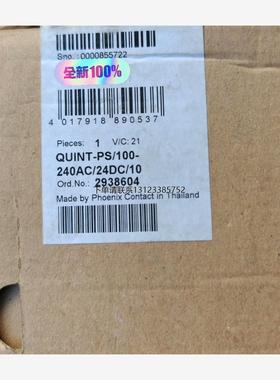 Sno.: 0000855722
全新100%
4 017918 890537
Pieces: 1 V/C: 21
QUINT-PS/100-
240AC/24DC/10
下单请联系13123385752
Ord.No.: 2938604
Made by Phoenix Contact in Thailand